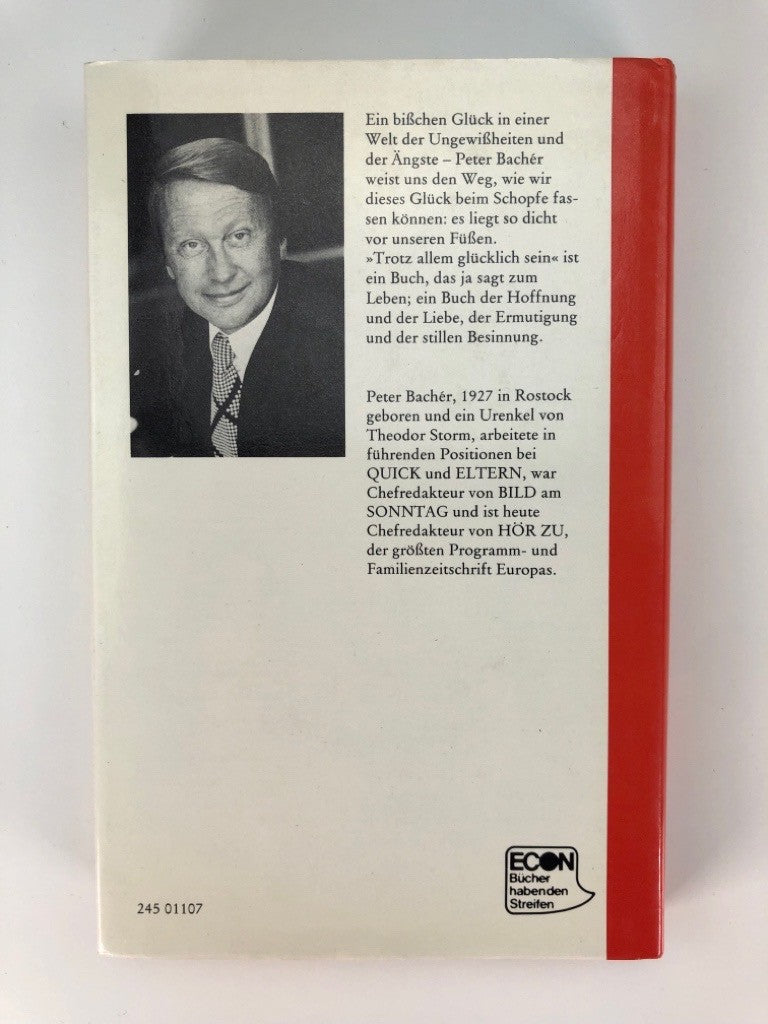 Ein bißchen Glück in einer
Welt der Ungewißheiten und
der Ängste – Peter Bachér
weist uns den Weg, wie wir
dieses Glück beim Schopfe fas-
sen können: es liegt so dicht
vor unseren Füßen.
»Trotz allem glücklich sein« ist
ein Buch, das ja sagt zum
Leben; ein Buch der Hoffnung
und der Liebe, der Ermutigung
und der stillen Besinnung.
Peter Bachér, 1927 in Rostock
geboren und ein Urenkel von
Theodor Storm, arbeitete in
führenden Positionen bei
QUICK und ELTERN, war
Chefredakteur von BILD am
SONNTAG und ist heute
Chefredakteur von HÖR ZU,
der größten Programm- und
Familienzeitschrift Europas.
ECON
Bücher
haben den
Streifen
245 01107